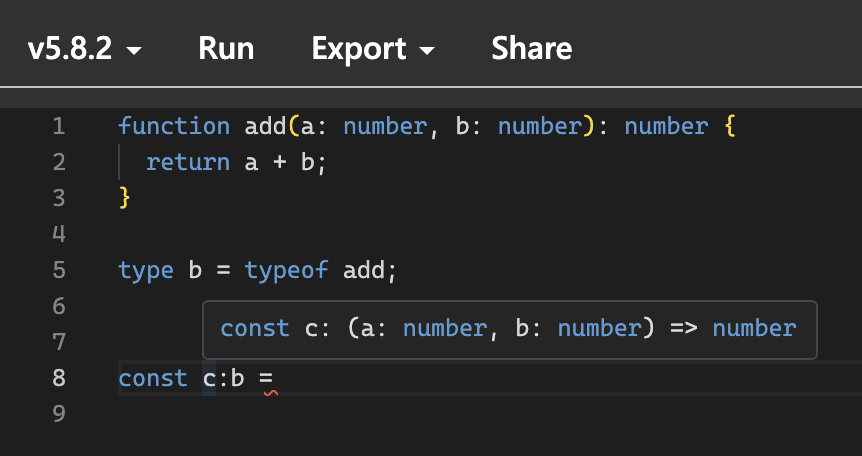 v5.8.2 Run Export Share
1 function add(a: number, b: number): number {
2 return a + b;
3 }
4
5 type b = typeof add;
6
const c: (a: number, b: number) => number
7
8 const c:b =
9